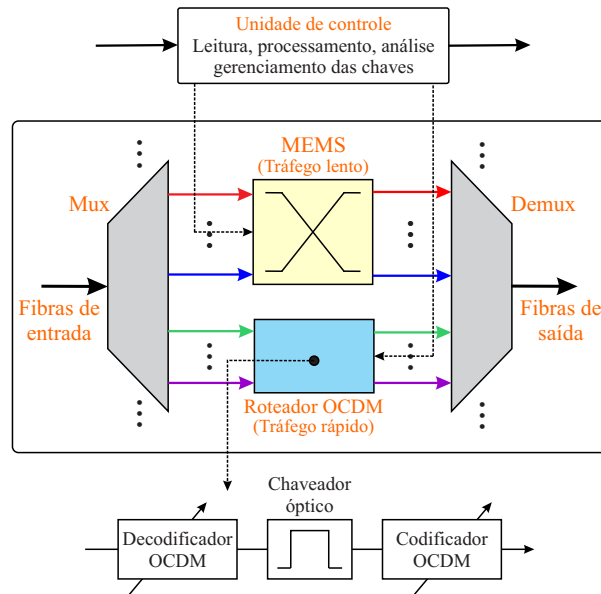 Unidade de controle
Leitura, processamento, análise
gerenciamento das chaves
MEMS
(Tráfego lento)
Mux
Demux
Fibras de
entrada
Fibras de
saída
Roteador OCDM
(Tráfego rápido)
Chaveador
óptico
Decodificador
OCDM
Codificador
OCDM